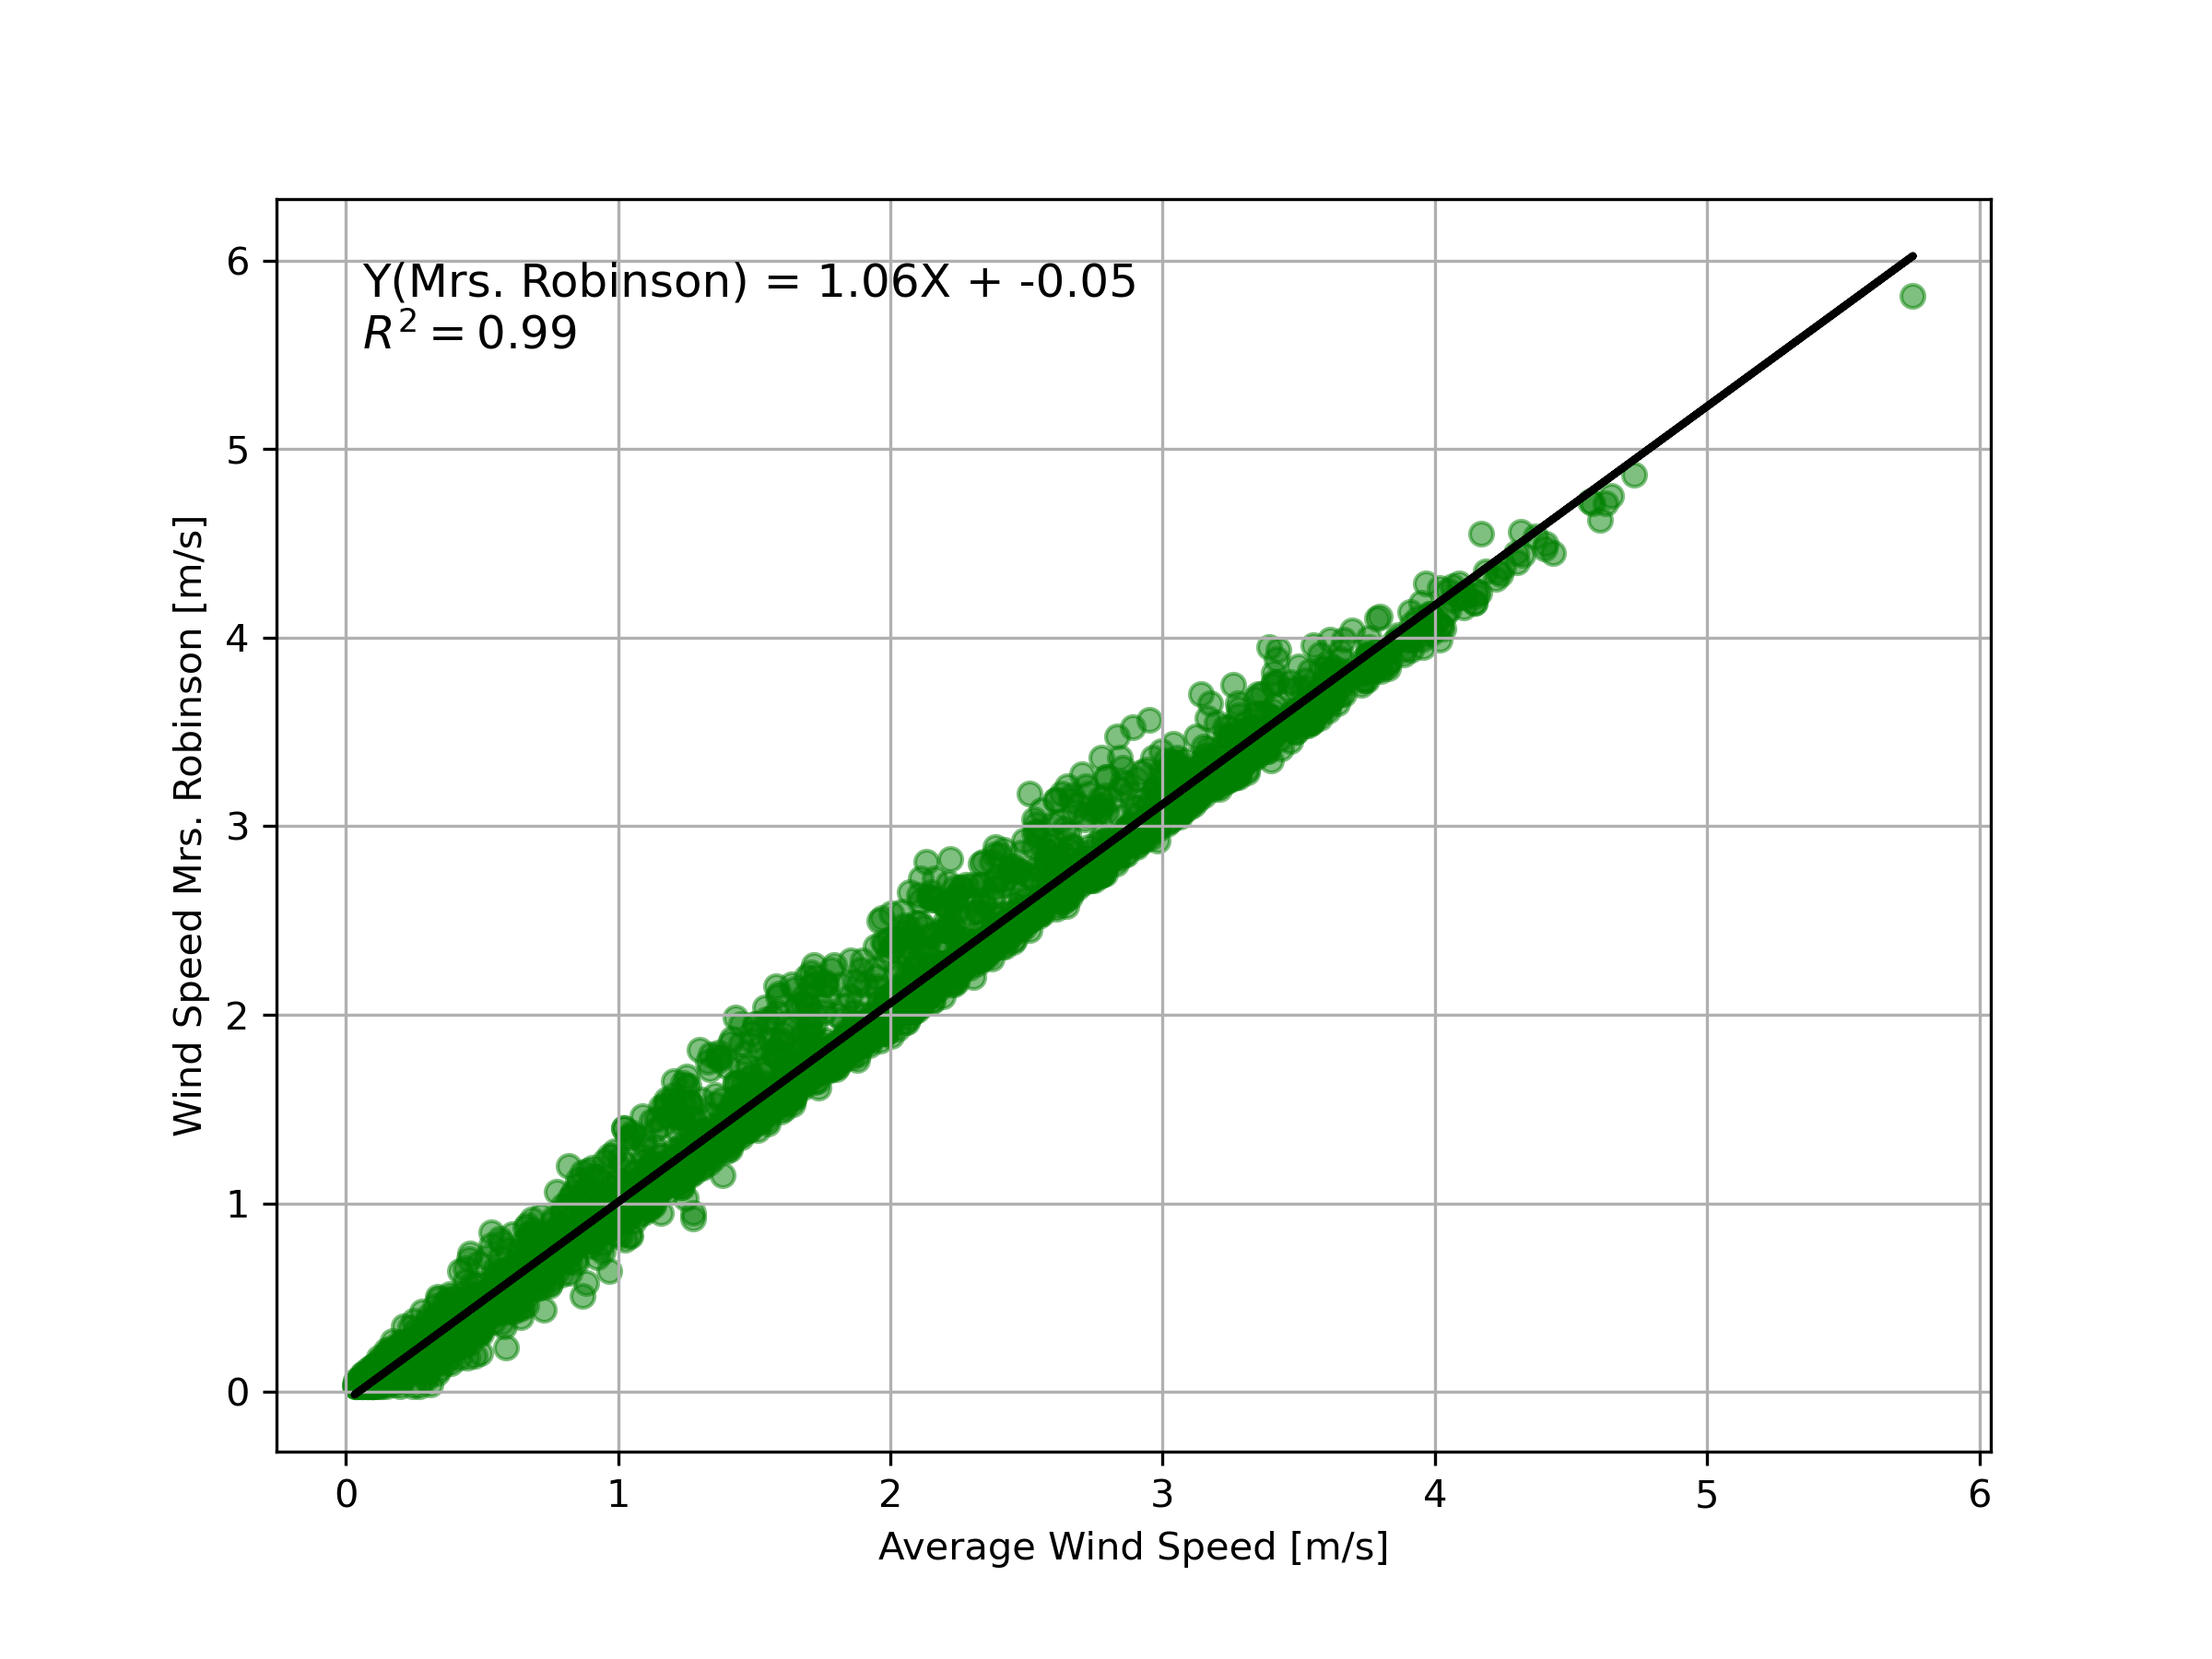 Y(Mrs. Robinson) = 1.06X + -0.05
R² = 0.99
6
5
4
3
2
1
0
Wind Speed Mrs. Robinson [m/s]
0 1 2 3 4 5 6
Average Wind Speed [m/s]